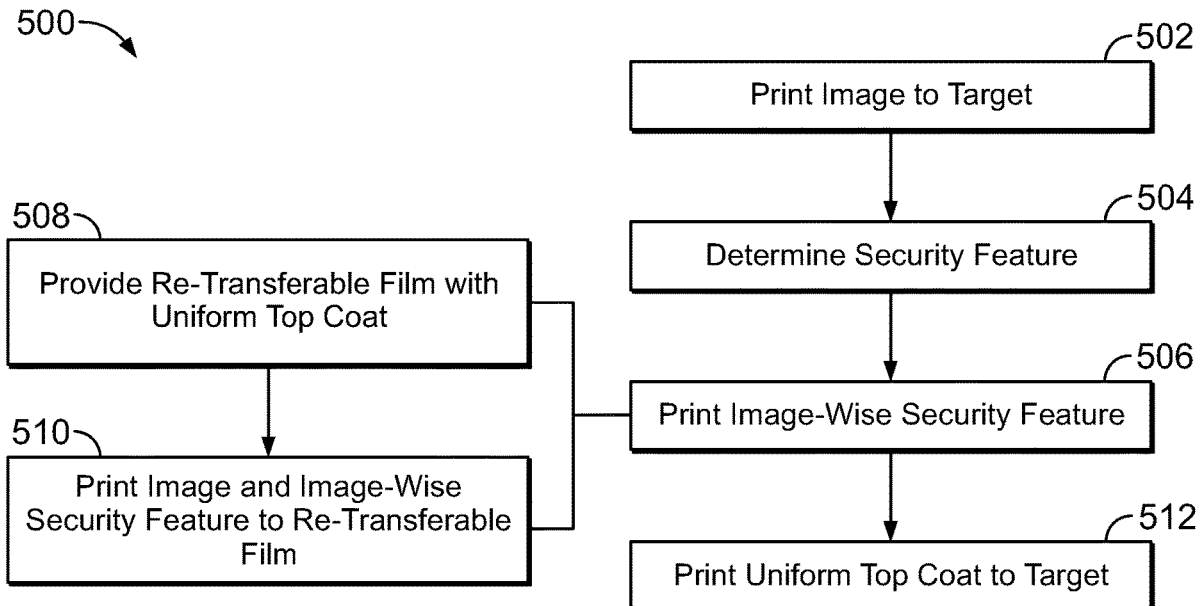 500
502
Print Image to Target
504
Determine Security Feature
508
Provide Re-Transferable Film with
Uniform Top Coat
506
Print Image-Wise Security Feature
510
Print Image and Image-Wise
Security Feature to Re-Transferable
Film
512
Print Uniform Top Coat to Target